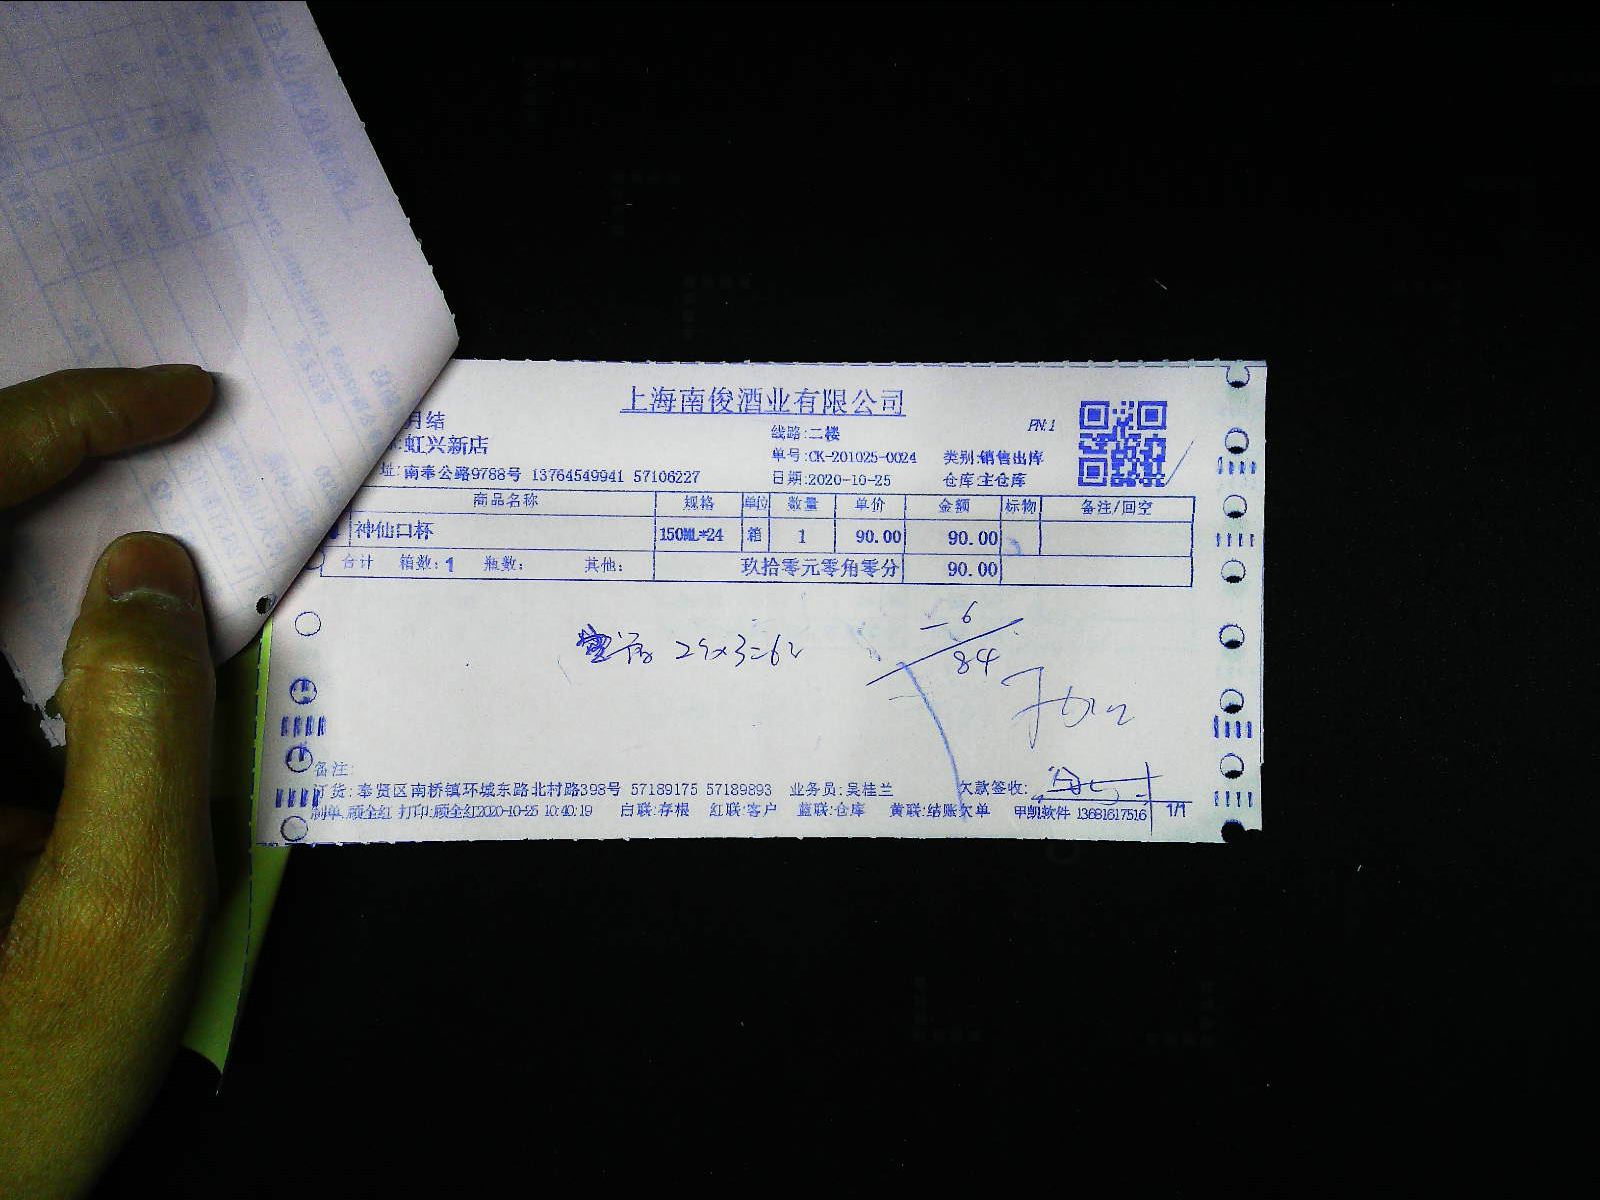 上海南俊酒业有限公司
月结
线路:二楼
PN:1
:虹兴新店
单号:CK-201025-0024 类别:销售出库
址:南奉公路9788号 13764549941 57106227
日期:2020-10-25 仓库:主仓库
商品名称 规格 单位 数量 单价 金额 标物 备注/回空
神仙口杯 150ML*24 箱 1 90.00 90.00
合计 箱数:1 瓶数: 其他: 玖拾零元零角零分 90.00
-6
84
备注:
订货:奉贤区南桥镇环城东路北村路398号 57189175 57189893 业务员:吴桂兰 欠款签收:
制单:顾全红 打印:顾全红2020-10-25 10:40:19 白联:存根 红联:客户 蓝联:仓库 黄联:结账欠单 甲凯软件 13681617516 1/1